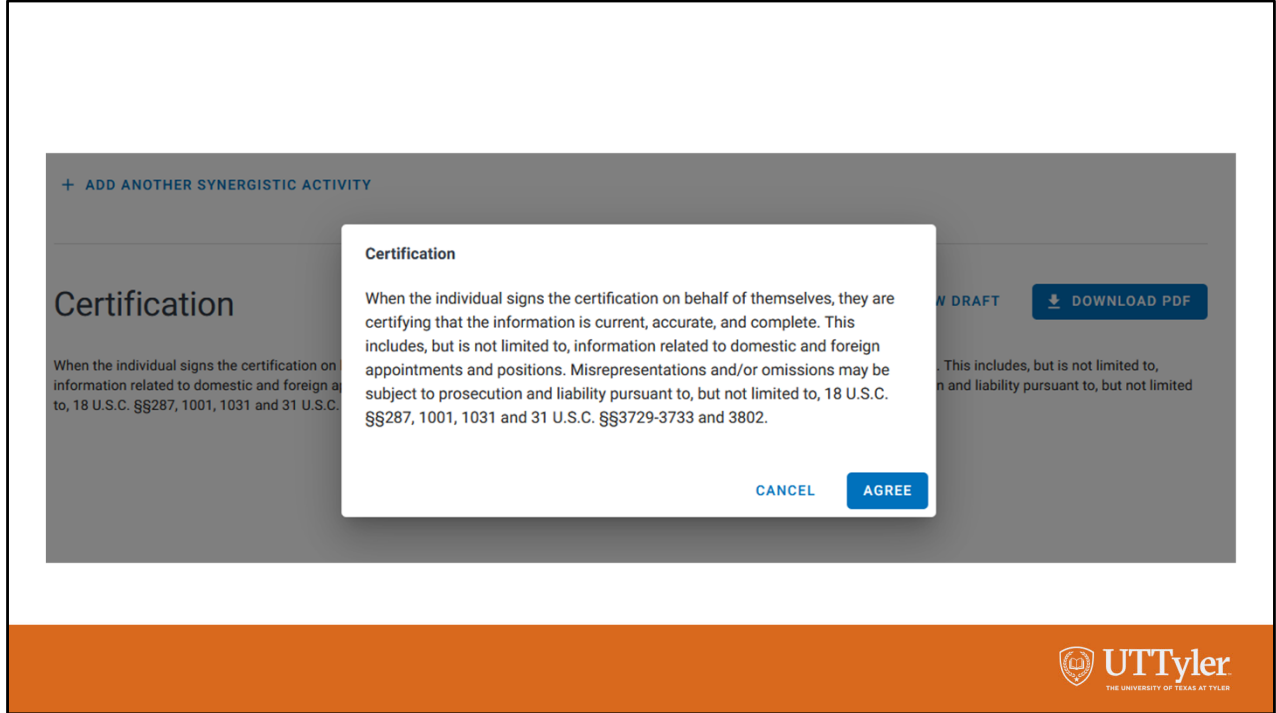 + ADD ANOTHER SYNERGISTIC ACTIVITY
Certification
When the individual signs the certification on behalf of themselves, they are
certifying that the information is current, accurate, and complete. This
includes, but is not limited to, information related to domestic and foreign
appointments and positions. Misrepresentations and/or omissions may be
subject to prosecution and liability pursuant to, but not limited to, 18 U.S.C.
§§287, 1001, 1031 and 31 U.S.C. §§3729-3733 and 3802.
CANCEL AGREE
Certification
DRAFT DOWNLOAD PDF
When the individual signs the certification on . This includes, but is not limited to,
information related to domestic and foreign and liability pursuant to, but not limited
to, 18 U.S.C. §§287, 1001, 1031 and 31 U.S.C.
UTTyler
THE UNIVERSITY OF TEXAS AT TYLER